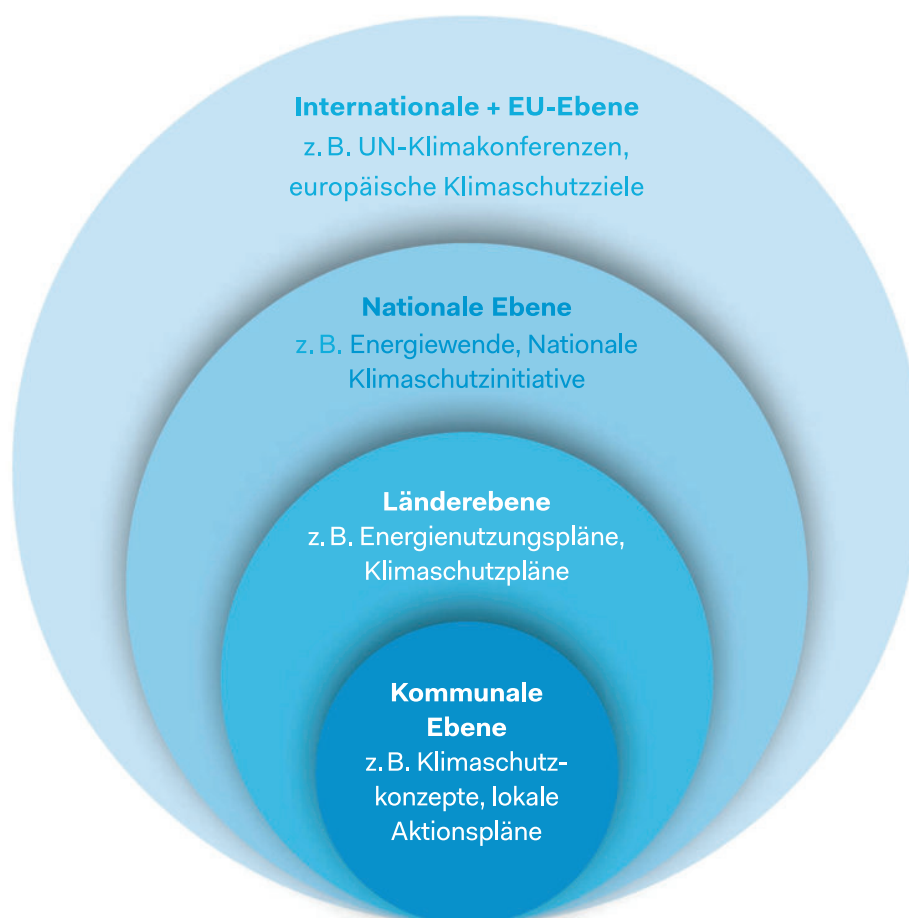 Internationale + EU-Ebene
z. B. UN-Klimakonferenzen,
europäische Klimaschutzziele
Nationale Ebene
z. B. Energiewende, Nationale
Klimaschutzinitiative
Länderebene
z. B. Energienutzungspläne,
Klimaschutzpläne
Kommunale
Ebene
z. B. Klimaschutz-
konzepte, lokale
Aktionspläne